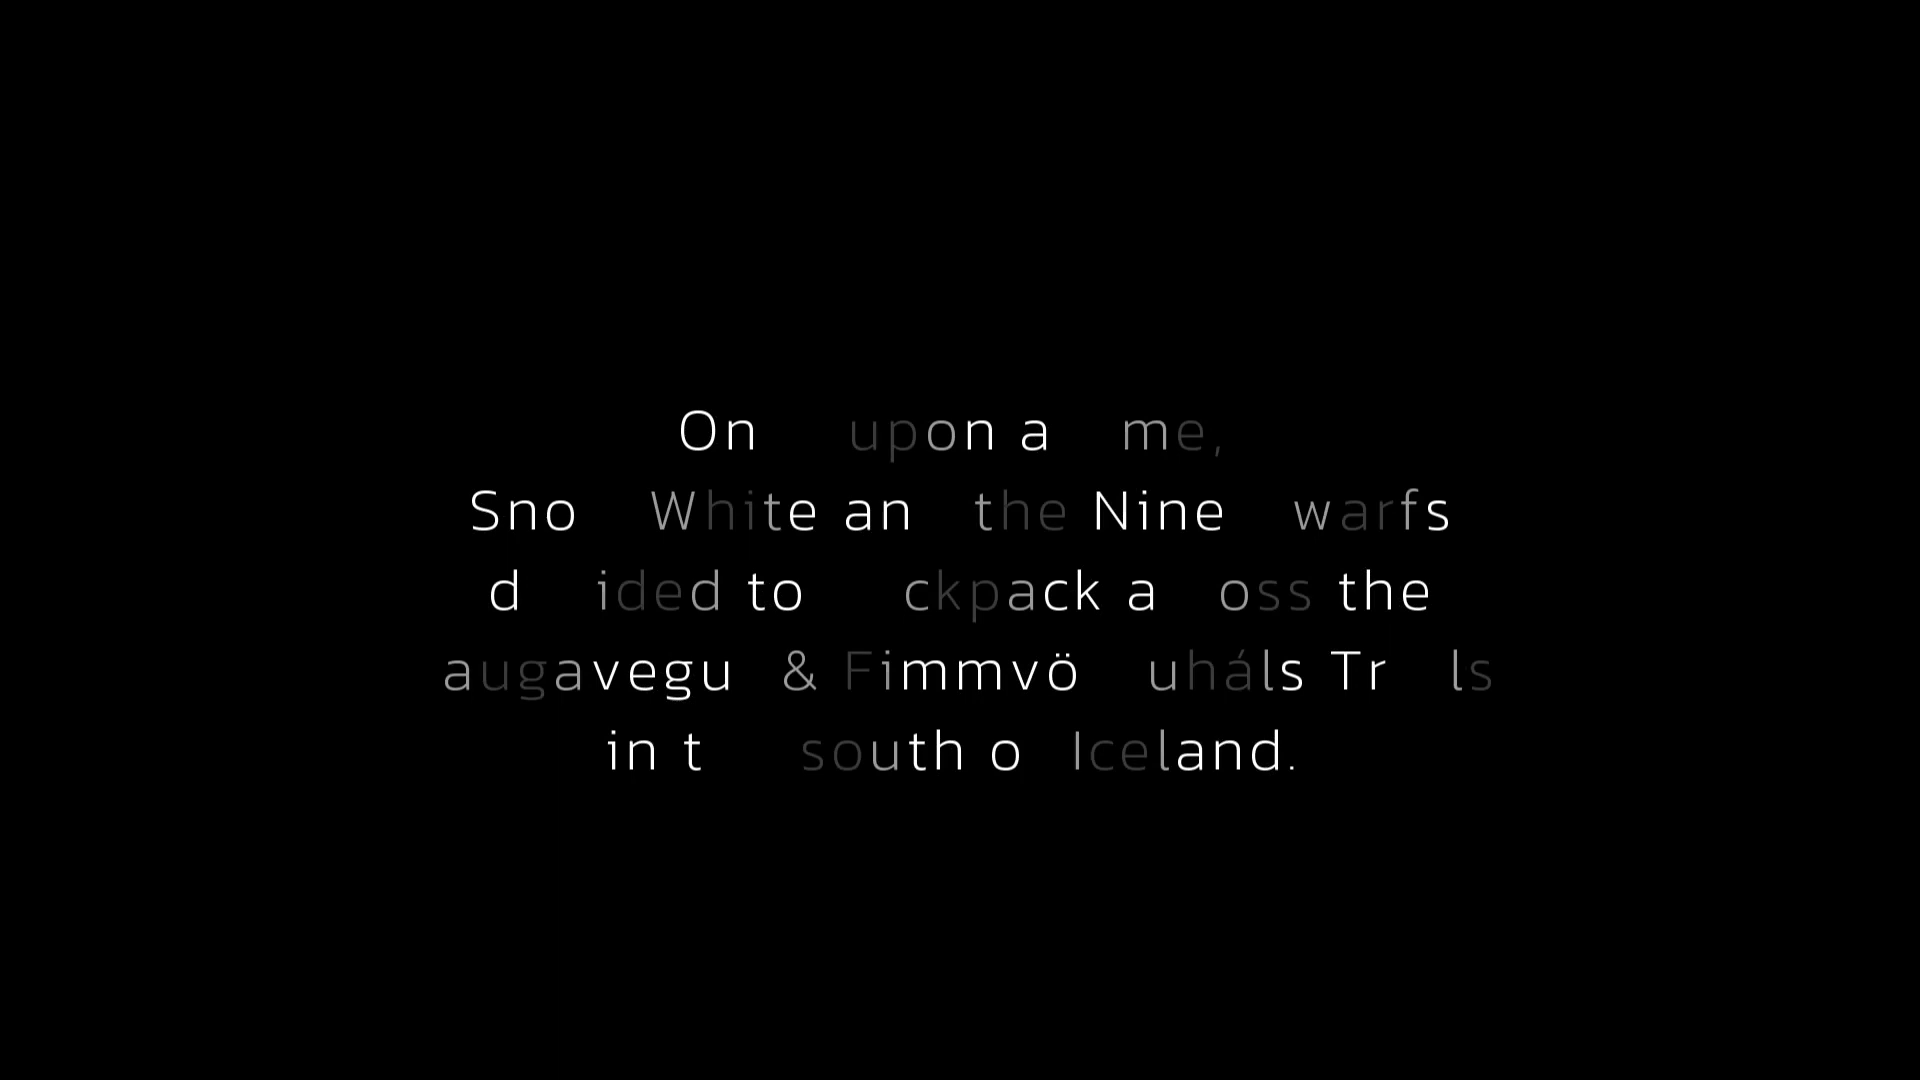 On upon a me,
Sno White an the Nine warfs
d ided to ckpack a oss the
augavegu & Fimmvö uháls Tr ls
in t south o Iceland.